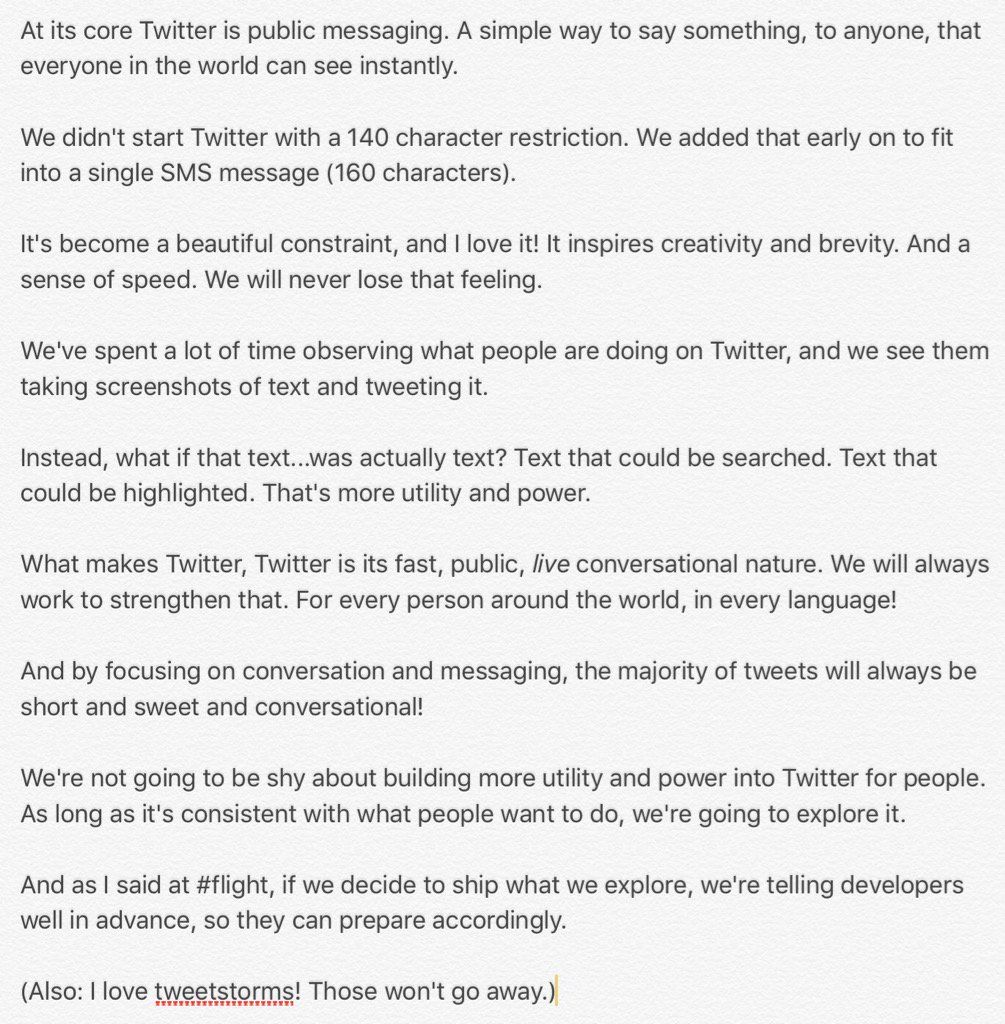 At its core Twitter is public messaging. A simple way to say something, to anyone, that
everyone in the world can see instantly.
We didn't start Twitter with a 140 character restriction. We added that early on to fit
into a single SMS message (160 characters).
It's become a beautiful constraint, and I love it! It inspires creativity and brevity. And a
sense of speed. We will never lose that feeling.
We've spent a lot of time observing what people are doing on Twitter, and we see them
taking screenshots of text and tweeting it.
Instead, what if that text...was actually text? Text that could be searched. Text that
could be highlighted. That's more utility and power.
What makes Twitter, Twitter is its fast, public, live conversational nature. We will always
work to strengthen that. For every person around the world, in every language!
And by focusing on conversation and messaging, the majority of tweets will always be
short and sweet and conversational!
We're not going to be shy about building more utility and power into Twitter for people.
As long as it's consistent with what people want to do, we're going to explore it.
And as I said at #flight, if we decide to ship what we explore, we're telling developers
well in advance, so they can prepare accordingly.
(Also: I love tweetstorms! Those won't go away.)